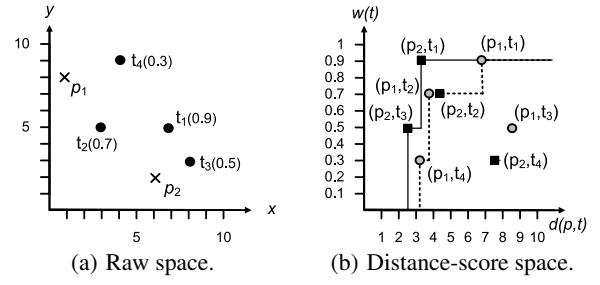 y
10
5
t4(0.3)
p1
t1(0.9)
t2(0.7)
t3(0.5)
p2
5
10
x
(a) Raw space.
w(t)
1
0.9
0.8
0.7
0.6
0.5
0.4
0.3
0.2
0.1
(p2,t1)
(p1,t1)
(p1,t2)
(p2,t2)
(p2,t3)
(p1,t3)
(p1,t4)
(p2,t4)
1 2 3 4 5 6 7 8 9 10
d(p,t)
(b) Distance-score space.